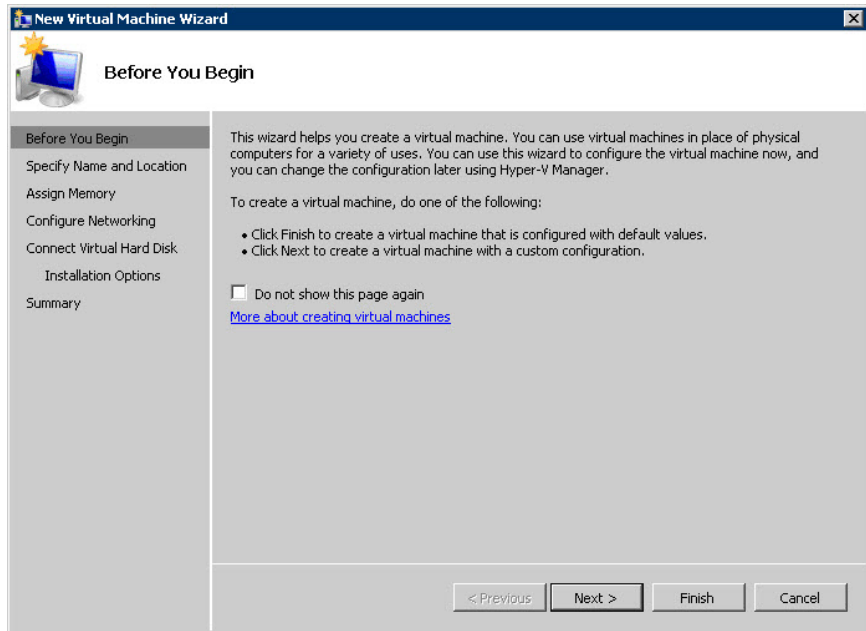 New Virtual Machine Wizard
Before You Begin
Before You Begin
Specify Name and Location
Assign Memory
Configure Networking
Connect Virtual Hard Disk
Installation Options
Summary
This wizard helps you create a virtual machine. You can use virtual machines in place of physical
computers for a variety of uses. You can use this wizard to configure the virtual machine now, and
you can change the configuration later using Hyper-V Manager.
To create a virtual machine, do one of the following:
• Click Finish to create a virtual machine that is configured with default values.
• Click Next to create a virtual machine with a custom configuration.
Do not show this page again
More about creating virtual machines
< Previous Next > Finish Cancel